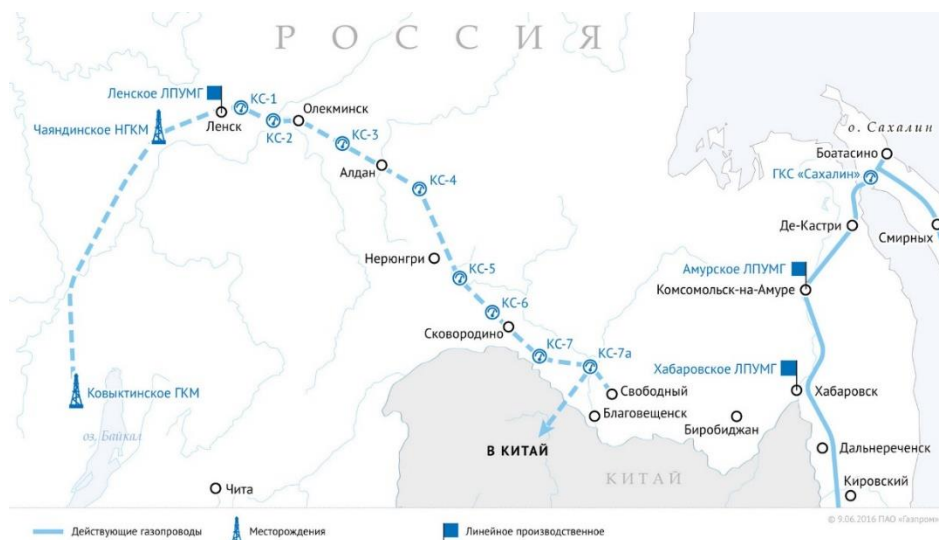 РОССИЯ
Ленское ЛПУМГ
КС-1
Олекминск
Чаяндинское НГКМ
Ленск
КС-2
КС-3
о. Сахалин
Боатасино
Алдан
КС-4
ГКС «Сахалин»
Де-Кастри
Смирных
Нерюнгри
КС-5
Амурское ЛПУМГ
Комсомольск-на-Амуре
КС-6
Сковородино
КС-7
КС-7а
Хабаровское ЛПУМГ
Ковыктинское ГКМ
Свободный
Хабаровск
Благовещенск
Биробиджан
оз. Байкал
В КИТАЙ
Дальнереченск
КИТАЙ
Чита
Кировский
© 9.06.2016 ПАО «Газпром»
Действующие газопроводы
Месторождения
Линейное производственное